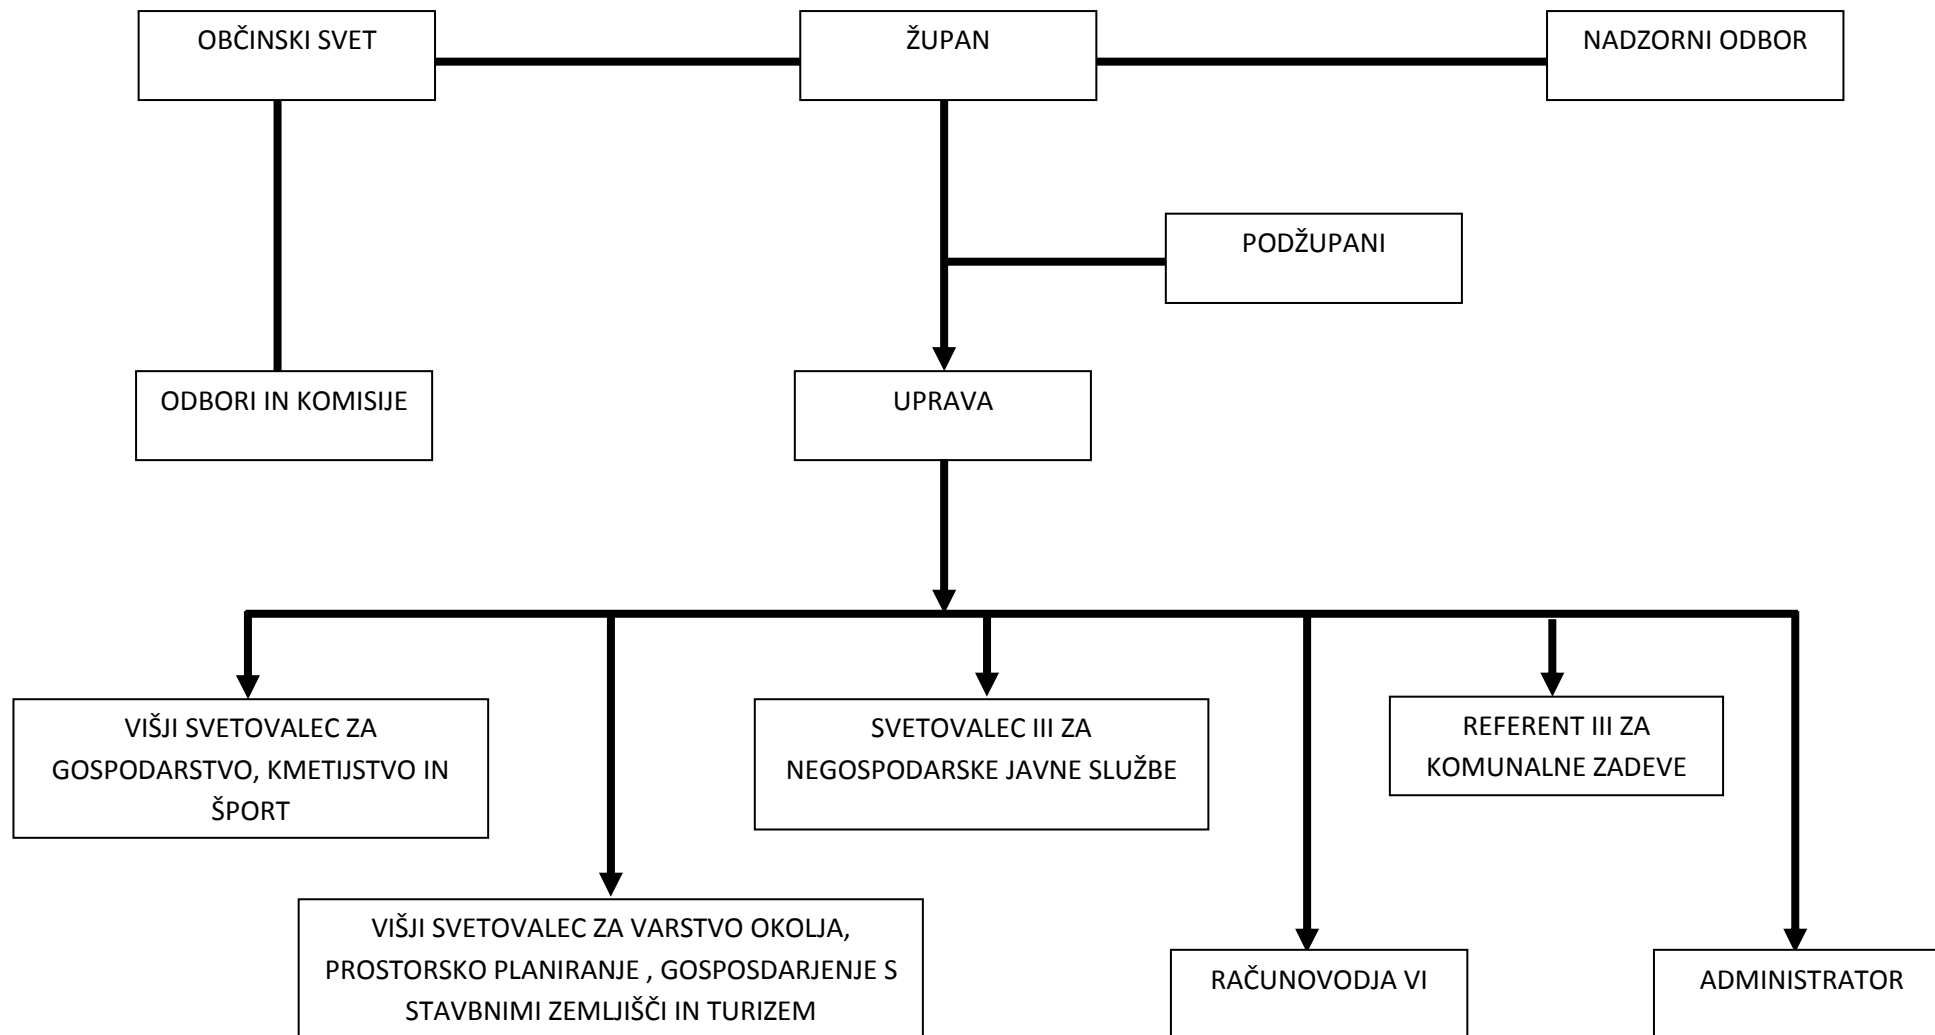 OBČINSKI SVET
ŽUPAN
NADZORNI ODBOR
PODŽUPANI
ODBORI IN KOMISIJE
UPRAVA
VIŠJI SVETOVALEC ZA
GOSPODARSTVO, KMETIJSTVO IN
ŠPORT
SVETOVALEC III ZA
NEGOSPODARSKE JAVNE SLUŽBE
REFERENT III ZA
KOMUNALNE ZADEVE
VIŠJI SVETOVALEC ZA VARSTVO OKOLJA,
PROSTORSKO PLANIRANJE , GOSPOSDARJENJE S
STAVBNIMI ZEMLJIŠČI IN TURIZEM
RAČUNOVODJA VI
ADMINISTRATOR